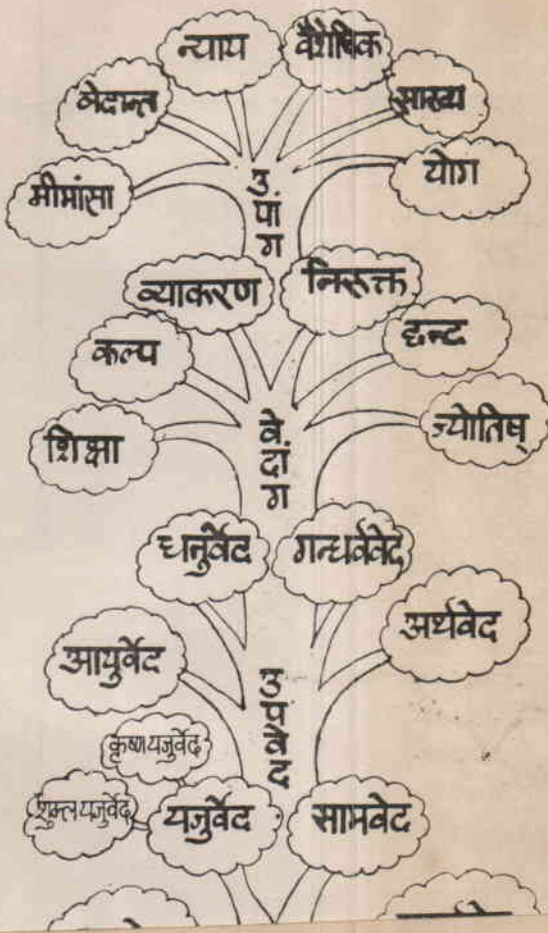 न्याय
वैशेषिक
वेदान्त
साख्य
मीमांसा
योग
उपांग
व्याकरण
निरूक्त
कल्प
छन्द
शिक्षा
ज्योतिष्
वेदांग
धनुर्वेद
गन्धर्ववेद
आयुर्वेद
अर्थवेद
उपवेद
कृष्णयजुर्वेद
शुक्लयजुर्वेद
यजुर्वेद
सामवेद